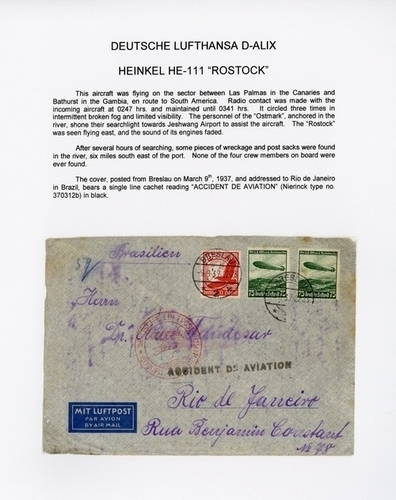 DEUTSCHE LUFTHANSA D-ALIX
HEINKEL HE-111 “ROSTOCK”
This aircraft was flying on the sector between Las Palmas in the Canaries and
Bathurst in the Gambia, en route to South America. Radio contact was made with the
incoming aircraft at 0247 hrs. and maintained until 0341 hrs. It circled three times in
intermittent broken fog and limited visibility. The personnel of the “Ostmark”, anchored in the
river, shone their searchlight towards Jeshwang Airport to assist the aircraft. The “Rostock”
was seen flying east, and the sound of its engines faded.
After several hours of searching, some pieces of wreckage and post sacks were found
in the river, six miles south east of the port. None of the four crew members on board
were ever found.
The cover, posted from Breslau on March 9th, 1937, and addressed to Rio de Janeiro
in Brazil, bears a single line cachet reading “ACCIDENT DE AVIATION” (Nierinck type no.
370312b) in black.
Brasilien
BRESLAU
Herrn
Dr.
ACCIDENT DE AVIATION
MIT LUFTPOST
PAR AVION
BY AIR MAIL
Rio de Janeiro
Rua Benjamin Constant
No 78